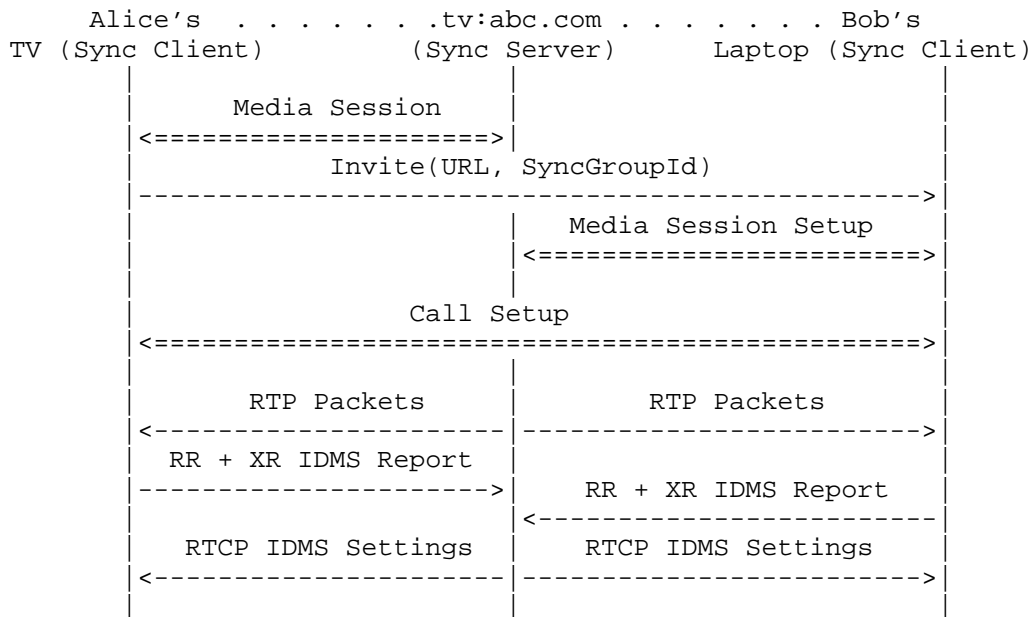 Alice's  . . . . . . .tv:abc.com . . . . . . . Bob's
TV (Sync Client) (Sync Server) Laptop (Sync Client)
Media Session
Invite(URL, SyncGroupId)
Media Session Setup
Call Setup
RTP Packets RTP Packets
RR + XR IDMS Report
RR + XR IDMS Report
RTCP IDMS Settings RTCP IDMS Settings